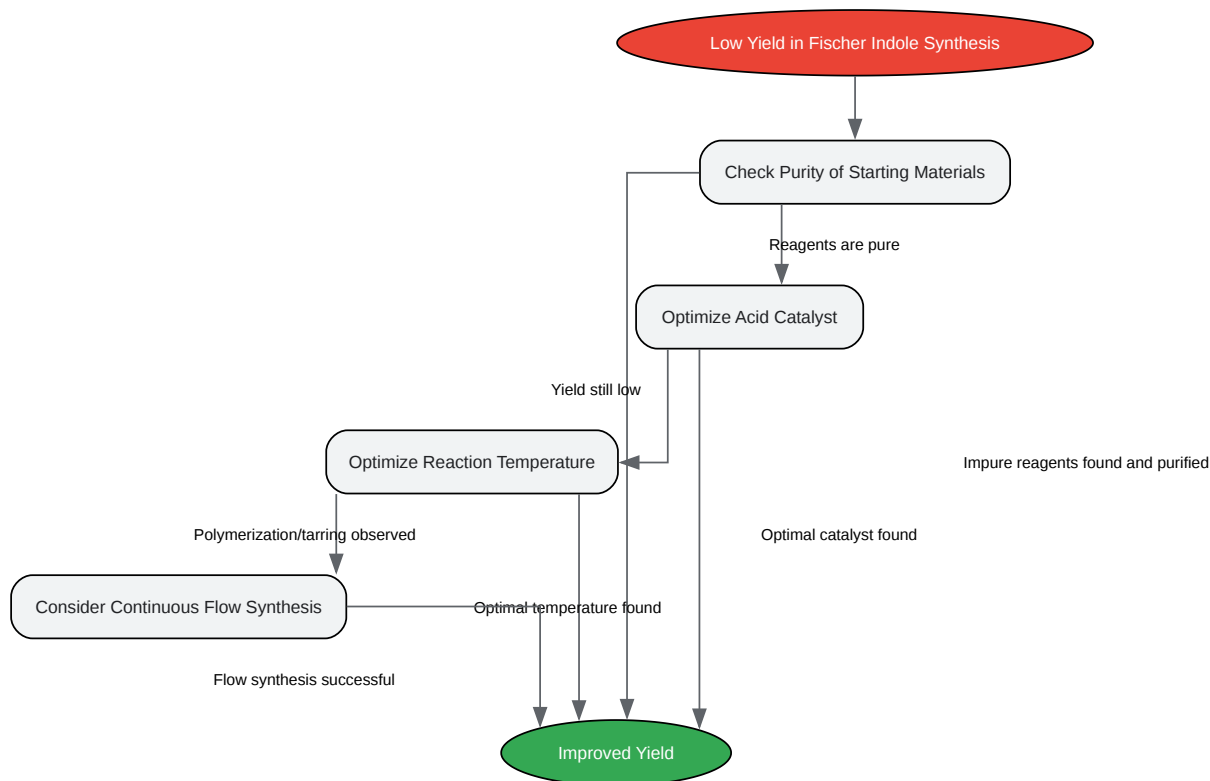 Low Yield in Fischer Indole Synthesis
Check Purity of Starting Materials
Reagents are pure
Optimize Acid Catalyst
Yield still low
Optimize Reaction Temperature
Impure reagents found and purified
Polymerization/tarring observed
Optimal catalyst found
Consider Continuous Flow Synthesis
Optimal temperature found
Flow synthesis successful
Improved Yield